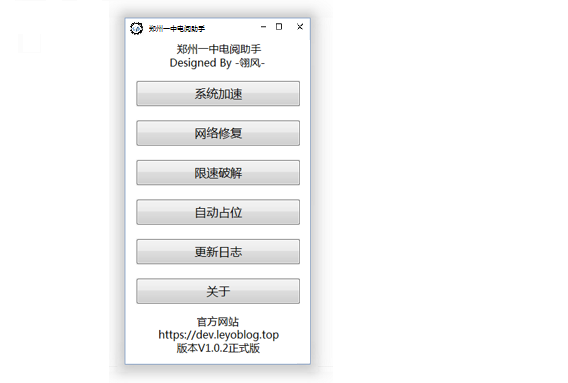 郑州一中电阅助手
郑州一中电阅助手
Designed By -翎风-
系统加速
网络修复
限速破解
自动占位
更新日志
关于
官方网站
https://dev.leyoblog.top
版本V1.0.2正式版